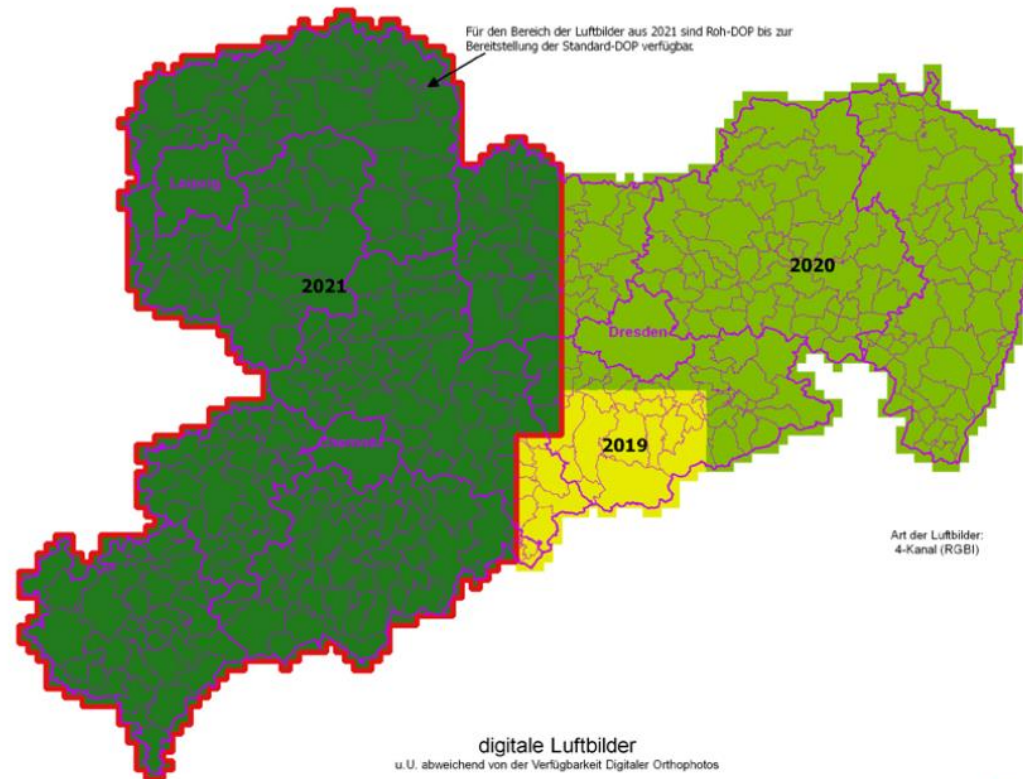 Für den Bereich der Luftbilder aus 2021 sind Roh-DOP bis zur
Bereitstellung der Standard-DOP verfügbar.
Leipzig
2021
2020
Dresden
2019
Art der Luftbilder:
4-Kanal (RGBI)
digitale Luftbilder
u.U. abweichend von der Verfügbarkeit Digitaler Orthophotos